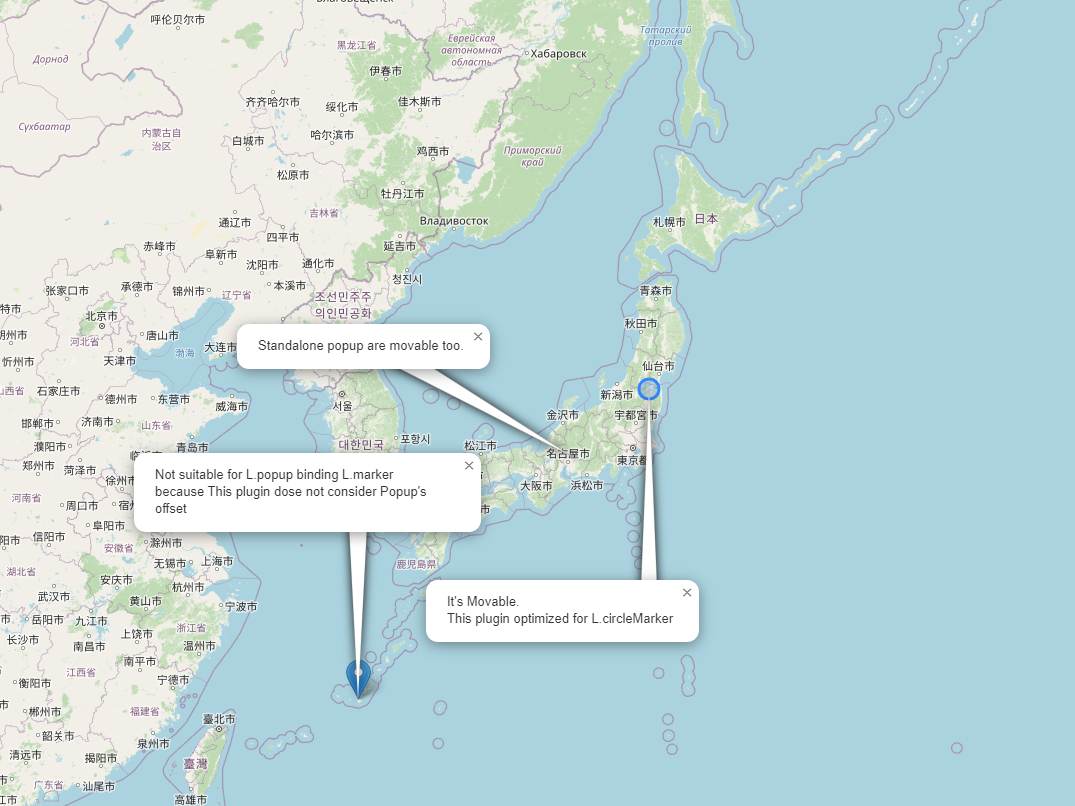 Благовещенск
呼伦贝尔市
Татарский
пролив
黑龙江省
Еврейская
автономная
область
Хабаровск
Дорнод
伊春市
齐齐哈尔市
绥化市
佳木斯市
Сүхбаатар
内蒙古自
治区
白城市
哈尔滨市
鸡西市
Приморский
край
松原市
牡丹江市
吉林省
通辽市
Владивосток
札幌市
日本
四平市
赤峰市
阜新市
延吉市
沈阳市
通化市
청진시
张家口市
承德市
锦州市
本溪市
辽宁省
조선민주주
의인민공화
青森市
北京市
秋田市
唐山市
河北省
大连市
渤海
天津市
忻州市
仙台市
Standalone popup are movable too.
石家庄市
德州市
东营市
威海市
서울
新潟市
金沢市
宇都宮市
邯郸市
济南市
山东省
濮阳市
青岛市
대한민국
포항시
松江市
名古屋市
東京都
郑州市
菏泽市
大阪市
浜松市
Not suitable for L.popup binding L.marker
because This plugin dose not consider Popup's
offset
河南省
周口市
阜阳市
信阳市
安徽省
滁州市
无锡市
上海市
鹿児島県
湖北省
安庆市
杭州市
武汉市
黄山市
宁波市
It's Movable.
This plugin optimized for L.circleMarker
岳阳市
九江市
上饶市
浙江省
长沙市
南昌市
温州市
南平市
江西省
宁德市
衡阳市
郴州市
福建省
臺北市
韶关市
泉州市
清远市
揭阳市
臺灣
广东省
汕尾市
高雄市